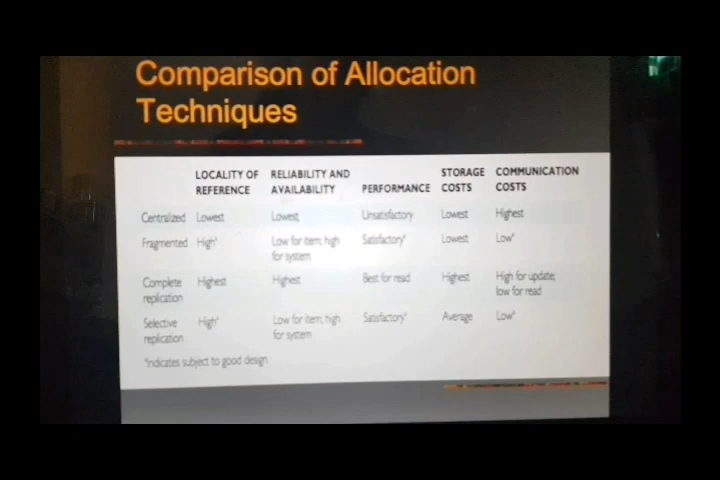 Comparison of Allocation
Techniques
LOCALITY OF REFERENCE RELIABILITY AND AVAILABILITY PERFORMANCE STORAGE COSTS COMMUNICATION COSTS
Centralized Lowest Lowest Unsatisfactory Lowest Highest
Fragmented High* Low for item; high for system Satisfactory* Lowest Low*
Complete replication Highest Highest Best for read Highest High for update; low for read
Selective replication High* Low for item; high for system Satisfactory* Average Low*
*Indicates subject to good design